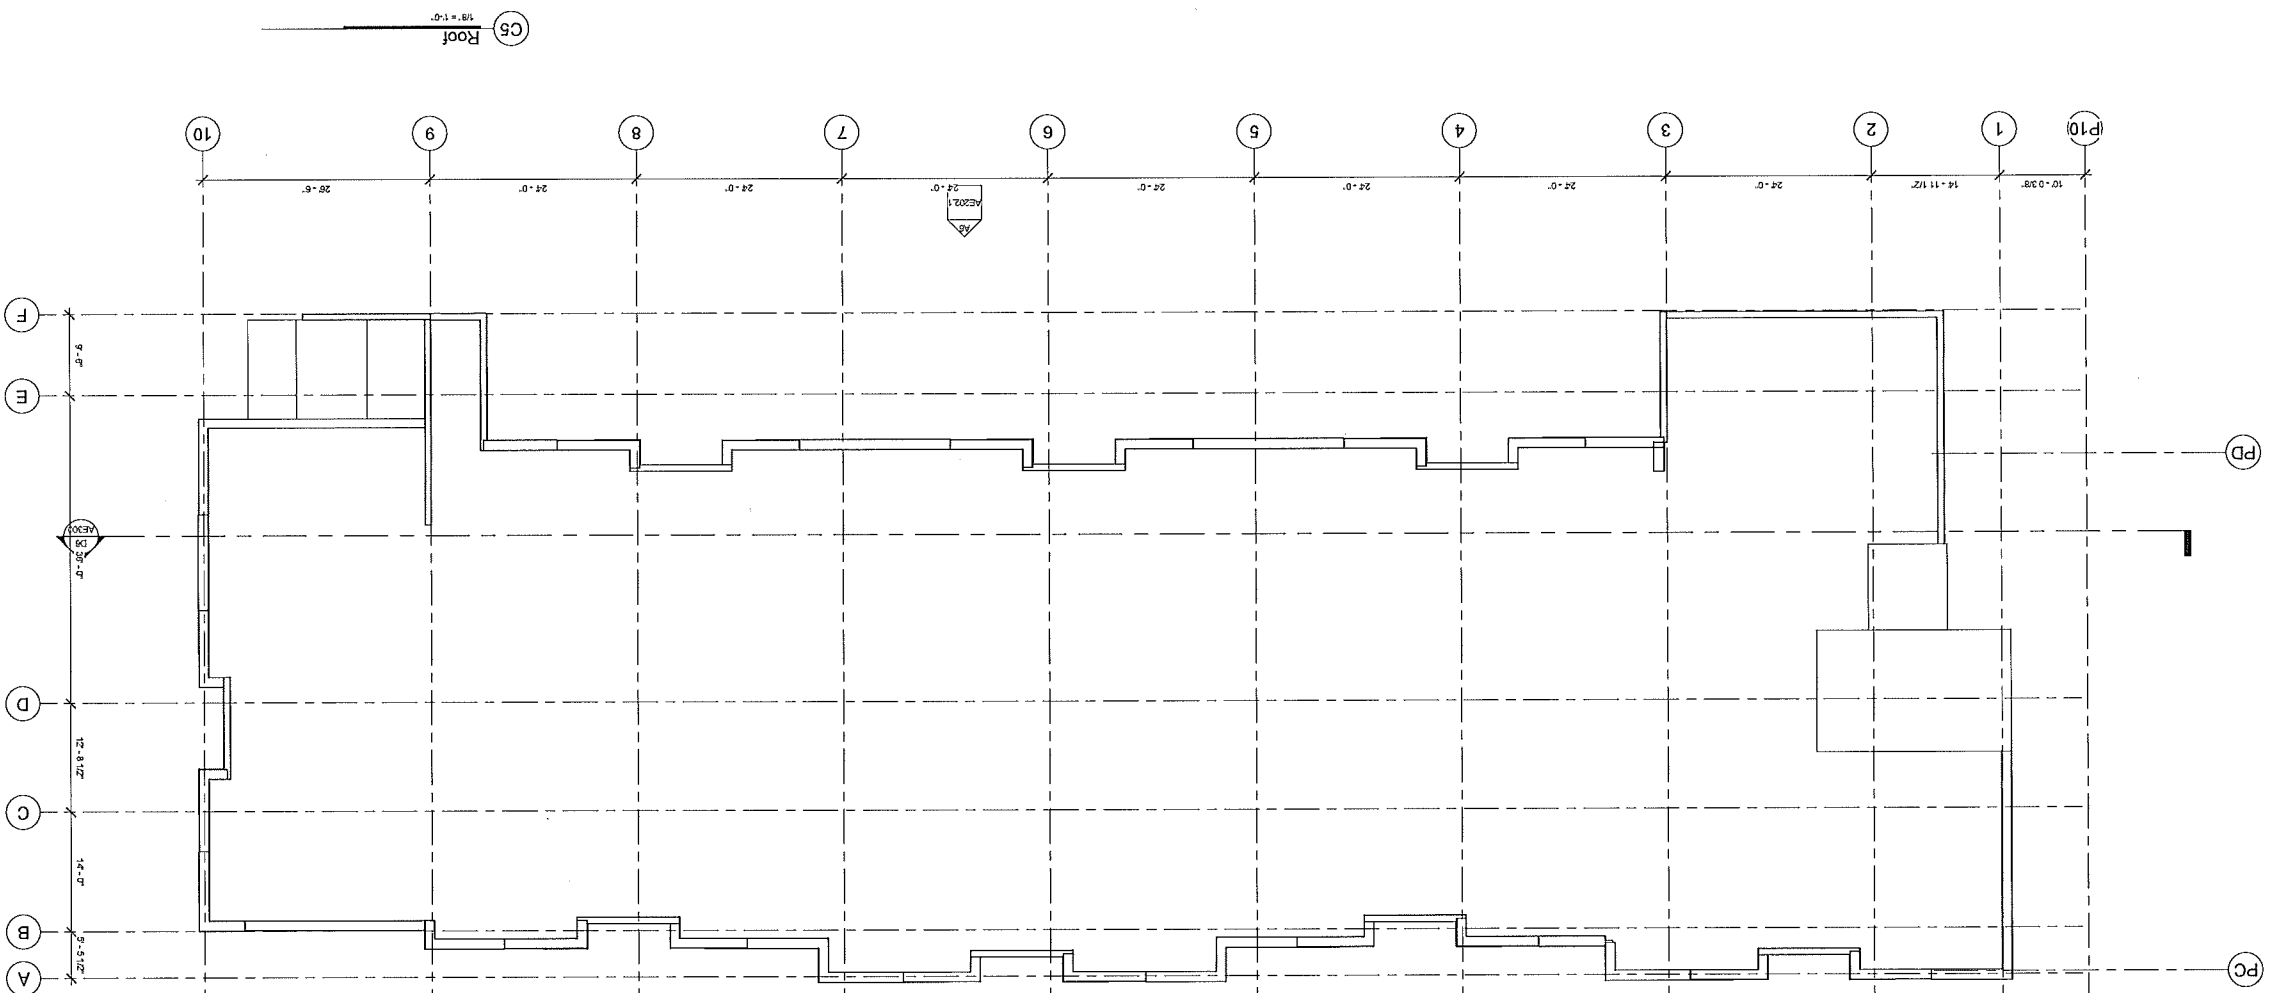 C5
Roof
1/8" = 1'-0"
10
9
8
7
6
5
4
3
2
1
P10
26' - 6"
24' - 0"
24' - 0"
24' - 0"
24' - 0"
24' - 0"
24' - 0"
24' - 0"
14' - 11 1/2"
10' - 0 3/8"
AE202.1
A6
F
9' - 6"
E
PD
D6
36' - 0"
D
12' - 8 1/2"
C
14' - 0"
B
5' - 5 1/2"
A
PC